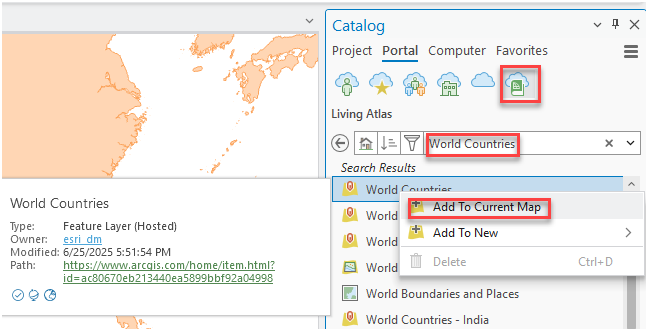 Catalog
Project Portal Computer Favorites
Living Atlas
World Countries
Search Results
World Countries
Add To Current Map
World
Add To New
World
Delete Ctrl+D
World
World
World Boundaries and Places
World Countries - India
World Countries
Type: Feature Layer (Hosted)
Owner: esri_dm
Modified: 6/25/2025 5:51:54 PM
Path: https://www.arcgis.com/home/item.html?
id=ac80670eb213440ea5899bbf92a04998